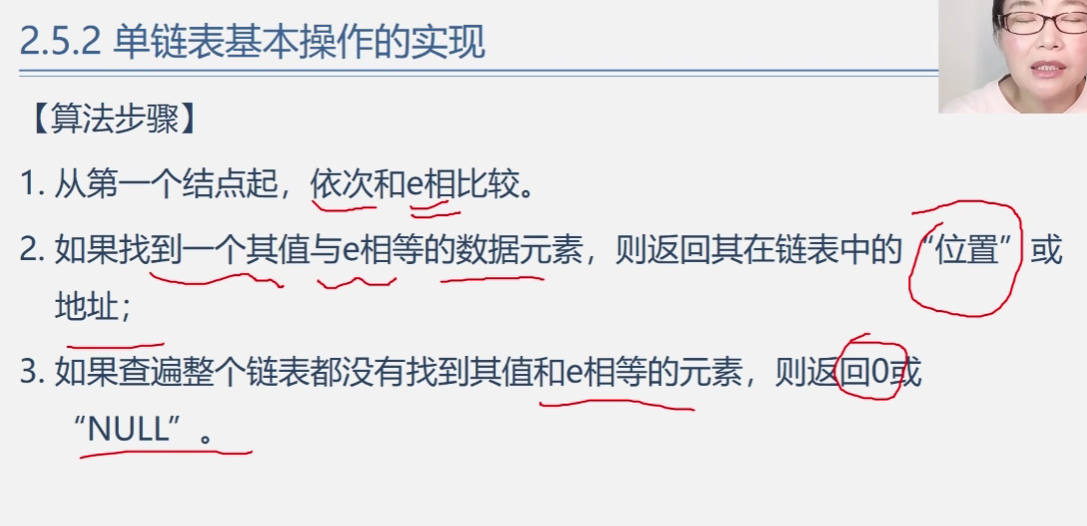 2.5.2 单链表基本操作的实现
【算法步骤】
1. 从第一个结点起，依次和e相比较。
2. 如果找到一个其值与e相等的数据元素，则返回其在链表中的“位置”或
地址；
3. 如果查遍整个链表都没有找到其值和e相等的元素，则返回0或
“NULL”。